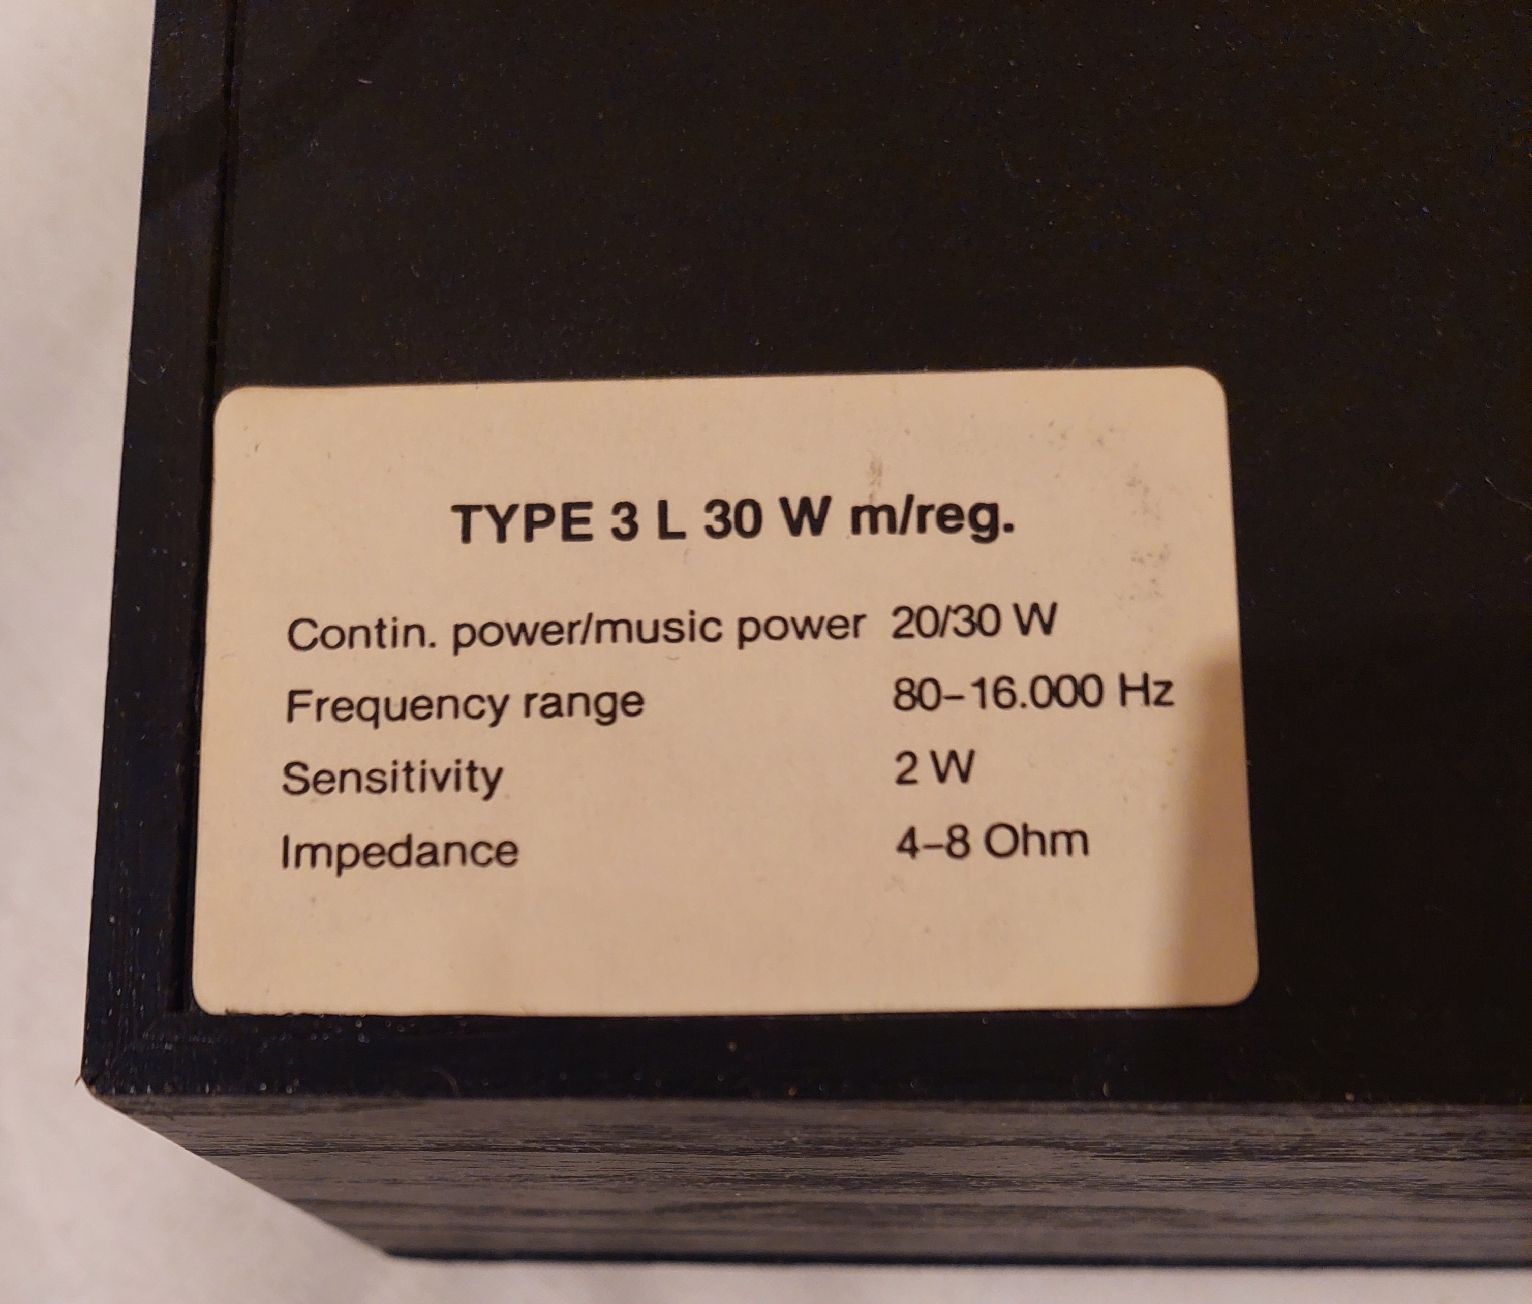 TYPE 3 L 30 W m/reg.
Contin. power/music power 20/30 W
Frequency range 80–16.000 Hz
Sensitivity 2 W
Impedance 4–8 Ohm